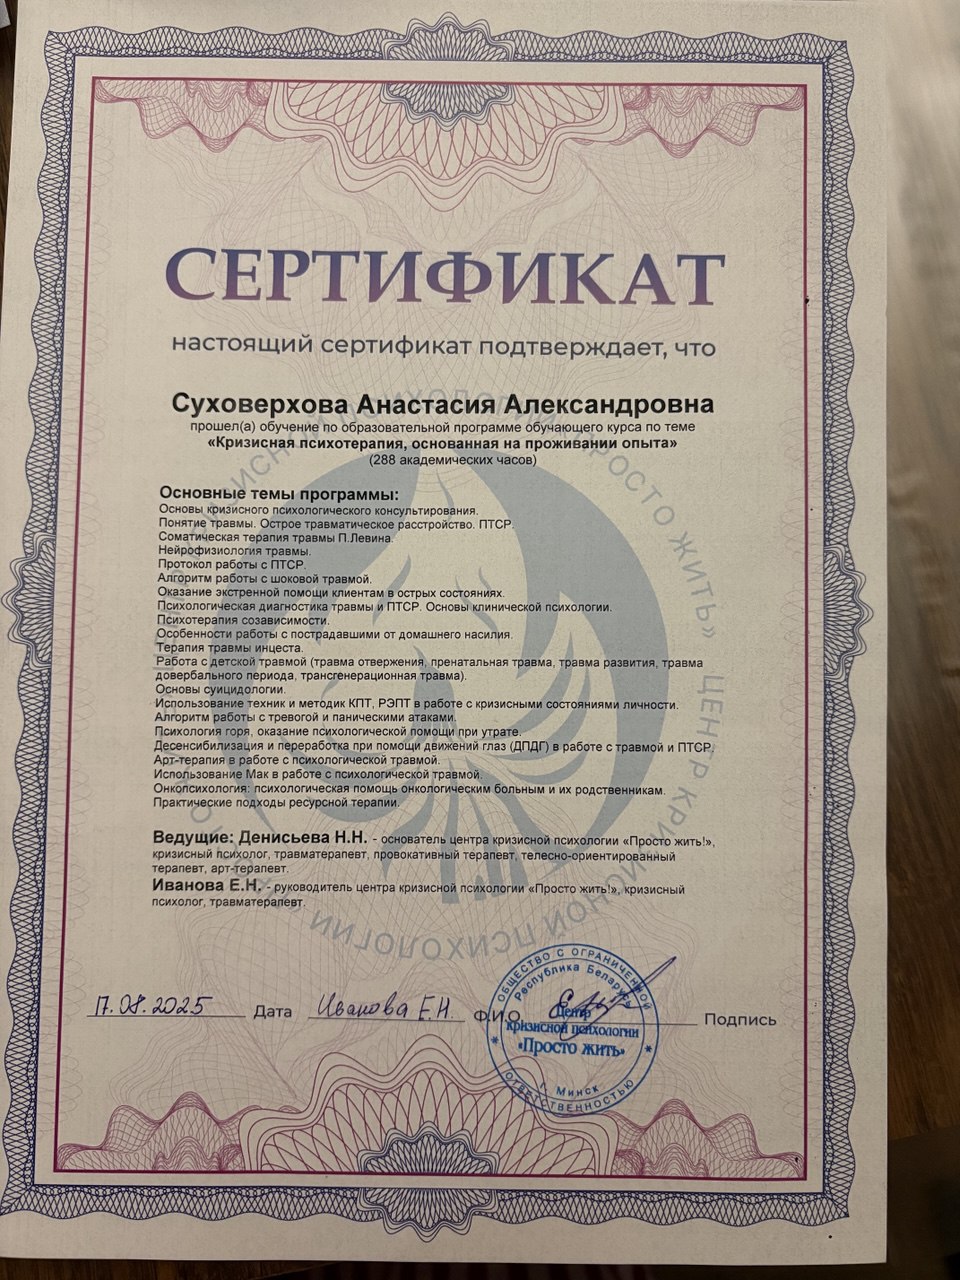 СЕРТИФИКАТ
настоящий сертификат подтверждает, что
Суховерхова Анастасия Александровна
прошел(а) обучение по образовательной программе обучающего курса по теме
«Кризисная психотерапия, основанная на проживании опыта»
(288 академических часов)
Основные темы программы:
Основы кризисного психологического консультирования.
Понятие травмы. Острое травматическое расстройство. ПТСР.
Соматическая терапия травмы П.Левина.
Нейрофизиология травмы.
Протокол работы с ПТСР.
Алгоритм работы с шоковой травмой.
Оказание экстренной помощи клиентам в острых состояниях.
Психологическая диагностика травмы и ПТСР. Основы клинической психологии.
Психотерапия созависимости.
Особенности работы с пострадавшими от домашнего насилия.
Терапия травмы инцеста.
Работа с детской травмой (травма отвержения, пренатальная травма, травма развития, травма
довербального периода, трансгенерационная травма).
Основы суицидологии.
Использование техник и методик КПТ, РЭПТ в работе с кризисными состояниями личности.
Алгоритм работы с тревогой и паническими атаками.
Психология горя, оказание психологической помощи при утрате.
Десенсибилизация и переработка при помощи движений глаз (ДПДГ) в работе с травмой и ПТСР.
Арт-терапия в работе с психологической травмой.
Использование Мак в работе с психологической травмой.
Онкопсихология: психологическая помощь онкологическим больным и их родственникам.
Практические подходы ресурсной терапии.
Ведущие: Денисьева Н.Н. - основатель центра кризисной психологии «Просто жить!»,
кризисный психолог, травматерапевт, провокативный терапевт, телесно-ориентированный
терапевт, арт-терапевт.
Иванова Е.Н. - руководитель центра кризисной психологии «Просто жить!», кризисный
психолог, травматерапевт.
17.08.2025 Дата Иванова Е.Н. Ф.И.О. Подпись
ОБЩЕСТВО С ОГРАНИЧЕННОЙ
ОТВЕТСТВЕННОСТЬЮ
Республика Беларусь
Центр
кризисной психологии
«Просто жить»
г. Минск